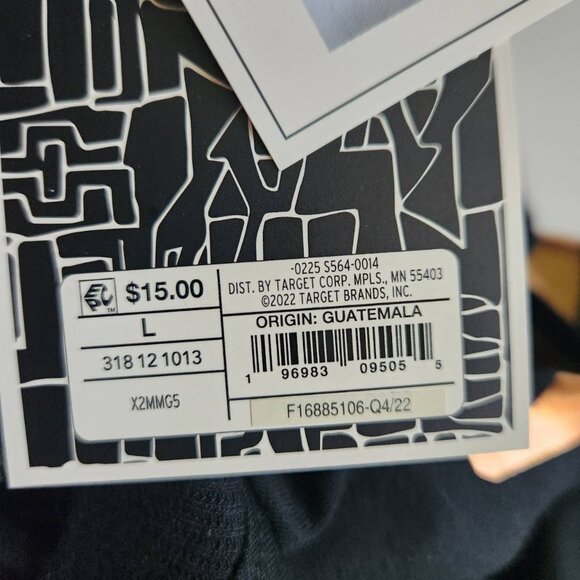 $15.00
L
318 12 1013
X2MMG5
-0225 S564-0014
DIST. BY TARGET CORP. MPLS., MN 55403
©2022 TARGET BRANDS, INC.
ORIGIN: GUATEMALA
1 96983 09505 5
F16885106-Q4/22